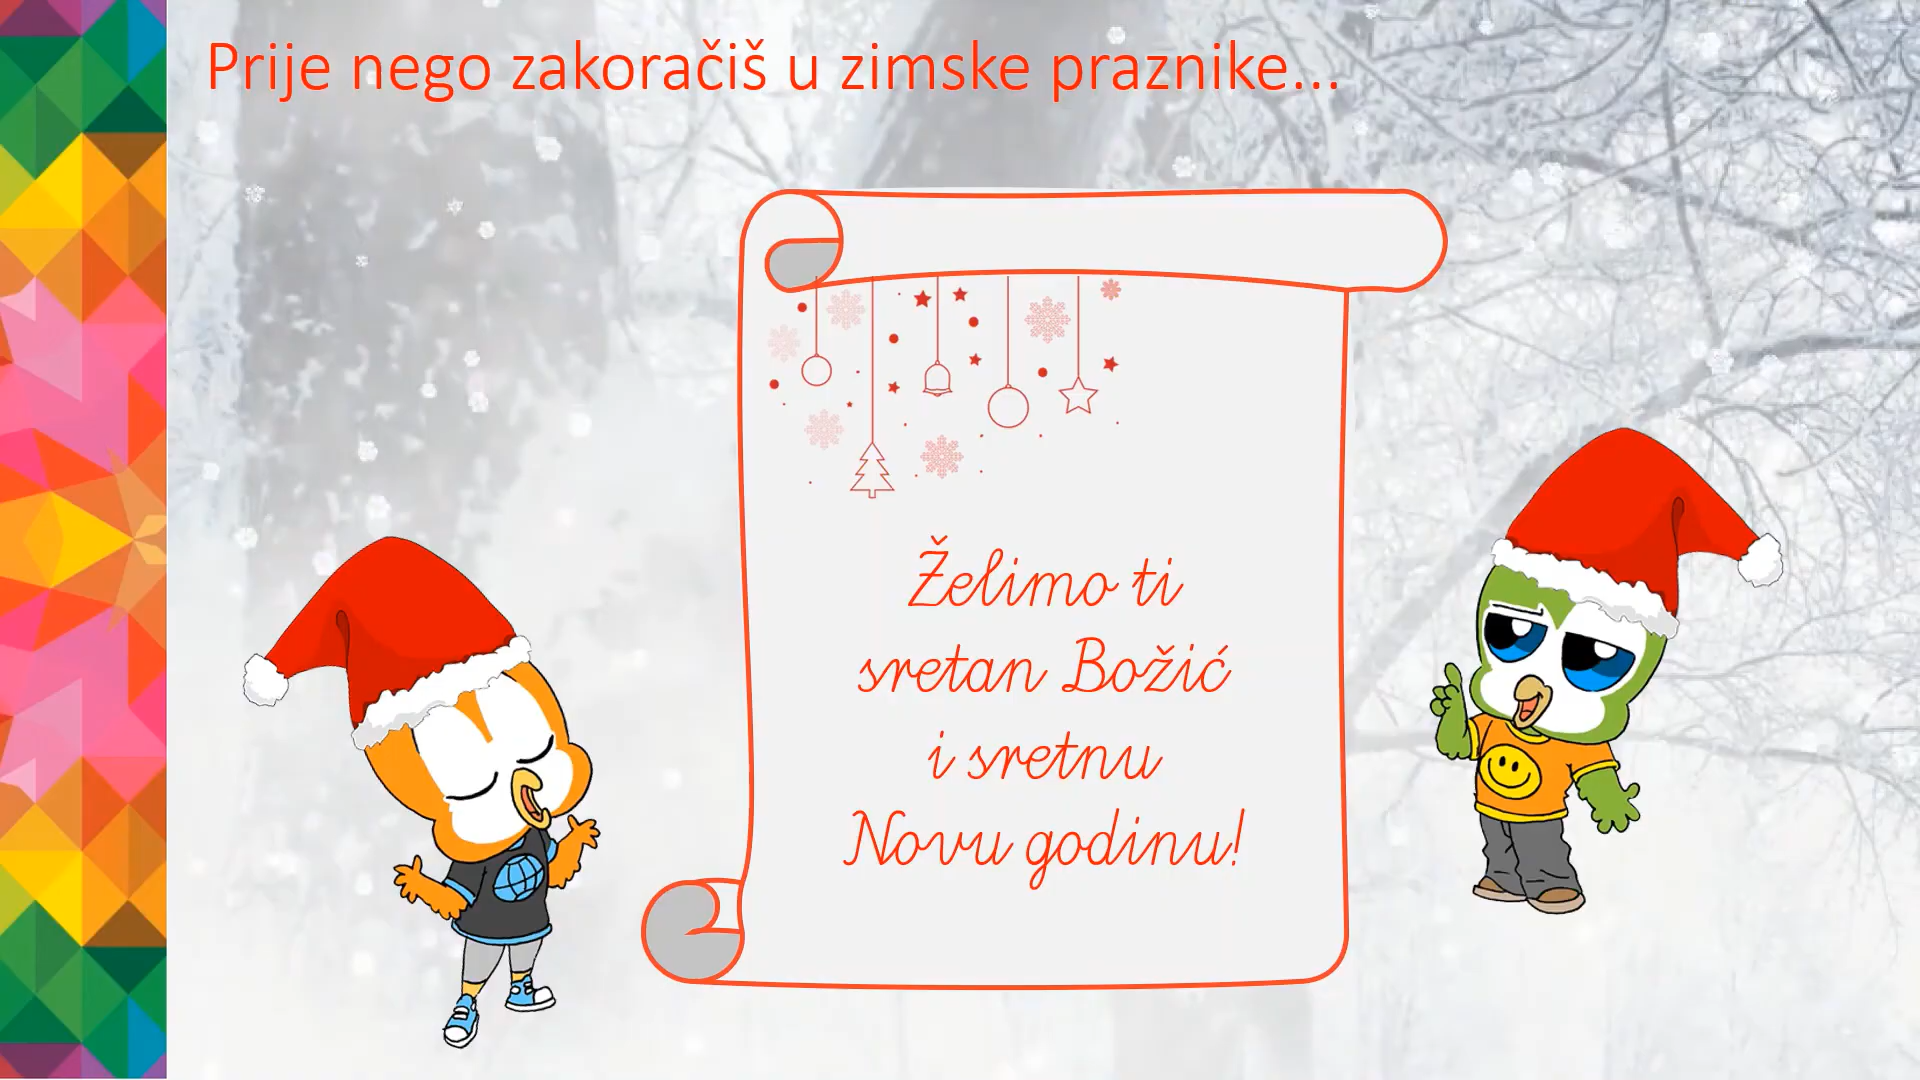 Prije nego zakoračiš u zimske praznike...
Želimo ti
sretan Božić
i sretnu
Novu godinu!